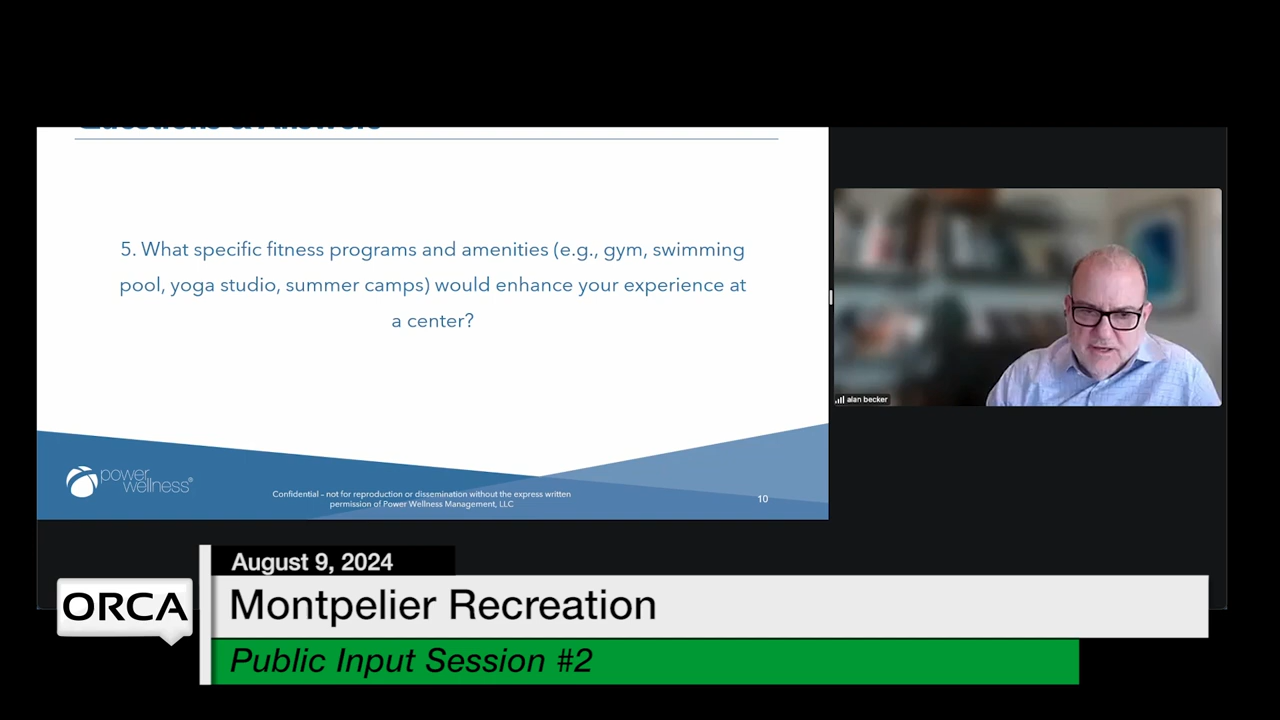 Questions & Answers
5. What specific fitness programs and amenities (e.g., gym, swimming
pool, yoga studio, summer camps) would enhance your experience at
a center?
power
wellness®
Confidential – not for reproduction or dissemination without the express written
permission of Power Wellness Management, LLC
10
alan becker
August 9, 2024
ORCA
Montpelier Recreation
Public Input Session #2